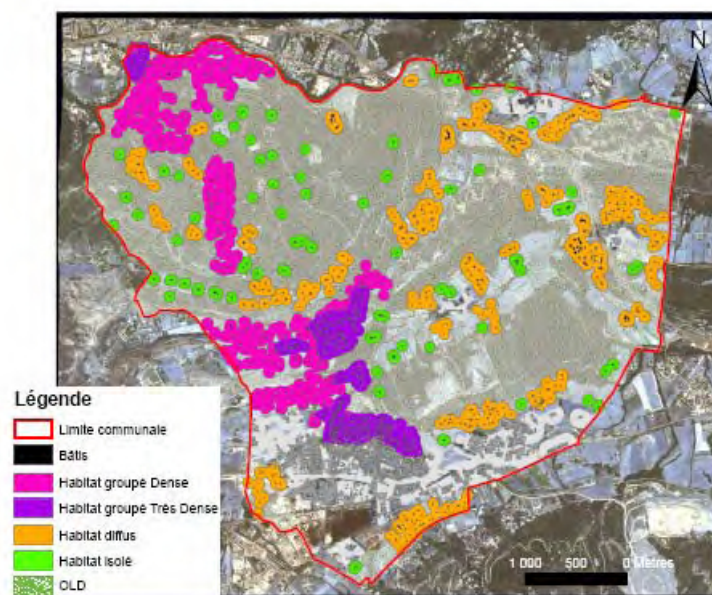 N
Légende
Limite communale
Bâtis
Habitat groupé Dense
Habitat groupé Très Dense
Habitat diffus
Habitat isolé
OLD
1 000 500 0 Mètres